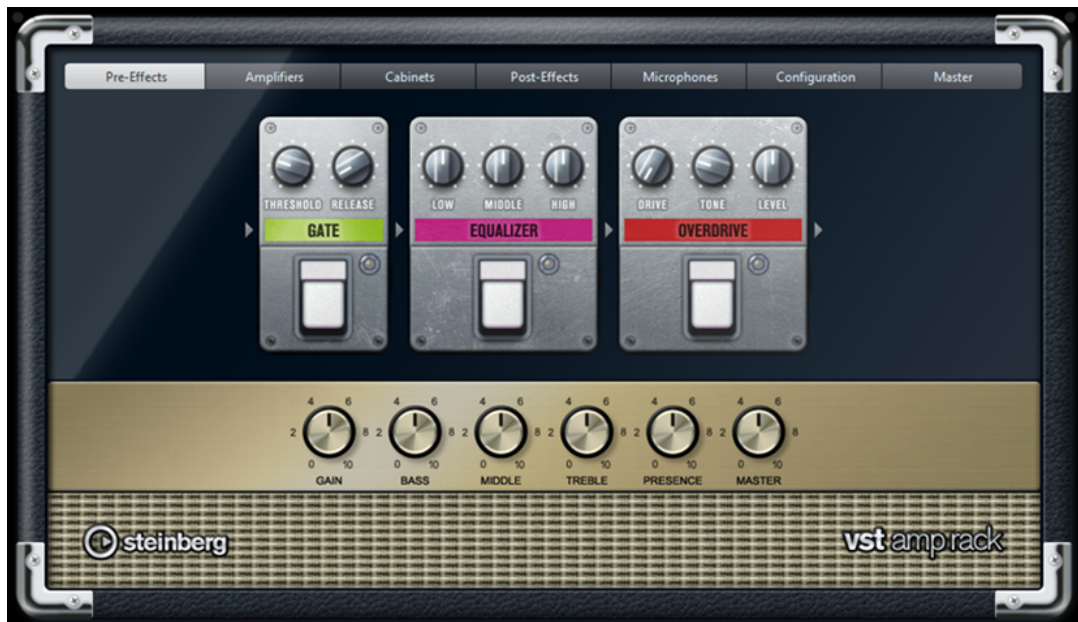 Pre-Effects Amplifiers Cabinets Post-Effects Microphones Configuration Master
THRESHOLD RELEASE LOW MIDDLE HIGH DRIVE TONE LEVEL
GATE EQUALIZER OVERDRIVE
4 6 4 6 4 6 4 6 4 6 4 6
2 8 2 8 2 8 2 8 2 8 2 8
0 10 0 10 0 10 0 10 0 10 0 10
GAIN BASS MIDDLE TREBLE PRESENCE MASTER
steinberg vst amp rack